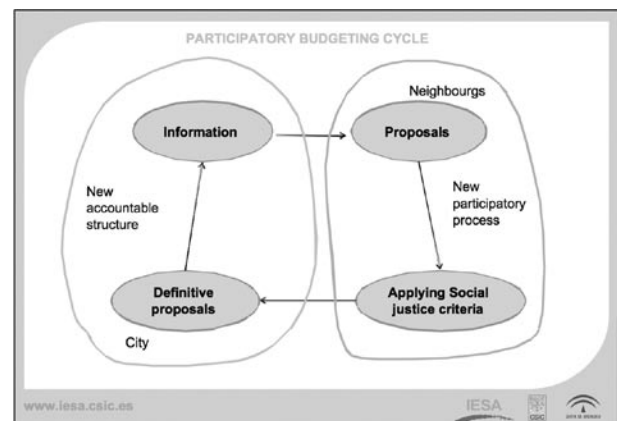 PARTICIPATORY BUDGETING CYCLE
Neighbourgs
Information
Proposals
New
accountable
structure
New
participatory
process
Definitive
proposals
Applying Social
justice criteria
City
www.iesa.csic.es
IESA
CSIC